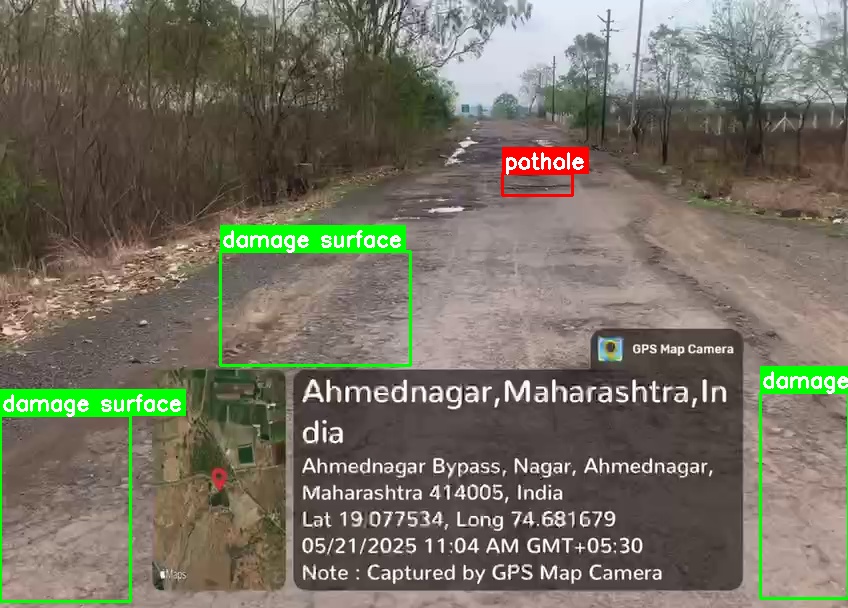 pothole
damage surface
GPS Map Camera
damage
damage surface
Ahmednagar,Maharashtra,In
dia
Ahmednagar Bypass, Nagar, Ahmednagar,
Maharashtra 414005, India
Lat 19.077534, Long 74.681679
05/21/2025 11:04 AM GMT+05:30
Note : Captured by GPS Map Camera
Maps